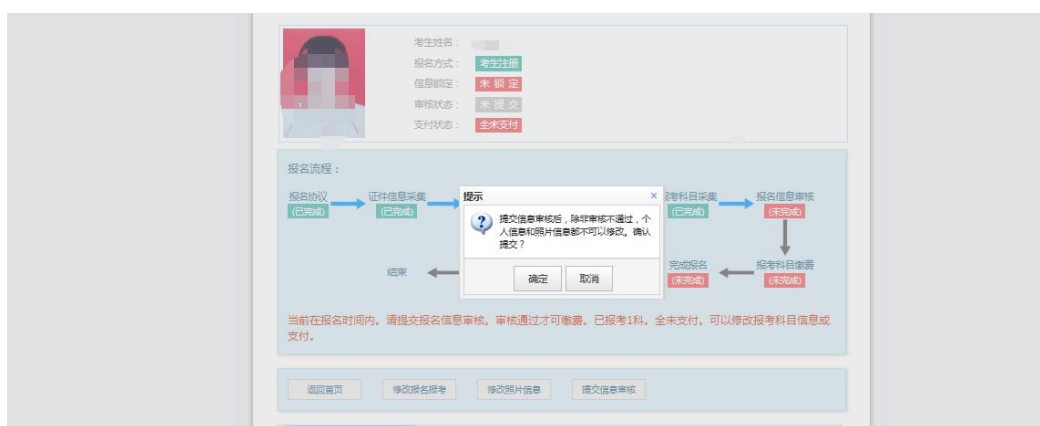 考生姓名：
报名方式： 考生注册
信息锁定： 未 锁 定
审核状态： 未 提 交
支付状态： 全未支付
报名流程：
报名协议 证件信息采集 报考科目采集 报名信息审核
(已完成) (已完成) (已完成) (未完成)
提示 ×
提交信息审核后，除非审核不通过，个
人信息和照片信息都不可以修改。确认
提交？
确定 取消
结束 完成报名 报考科目缴费
(未完成) (未完成)
当前在报名时间内。请提交报名信息审核。审核通过才可缴费。已报考1科。全未支付。可以修改报考科目信息或
支付。
返回首页 修改报名报考 修改照片信息 提交信息审核